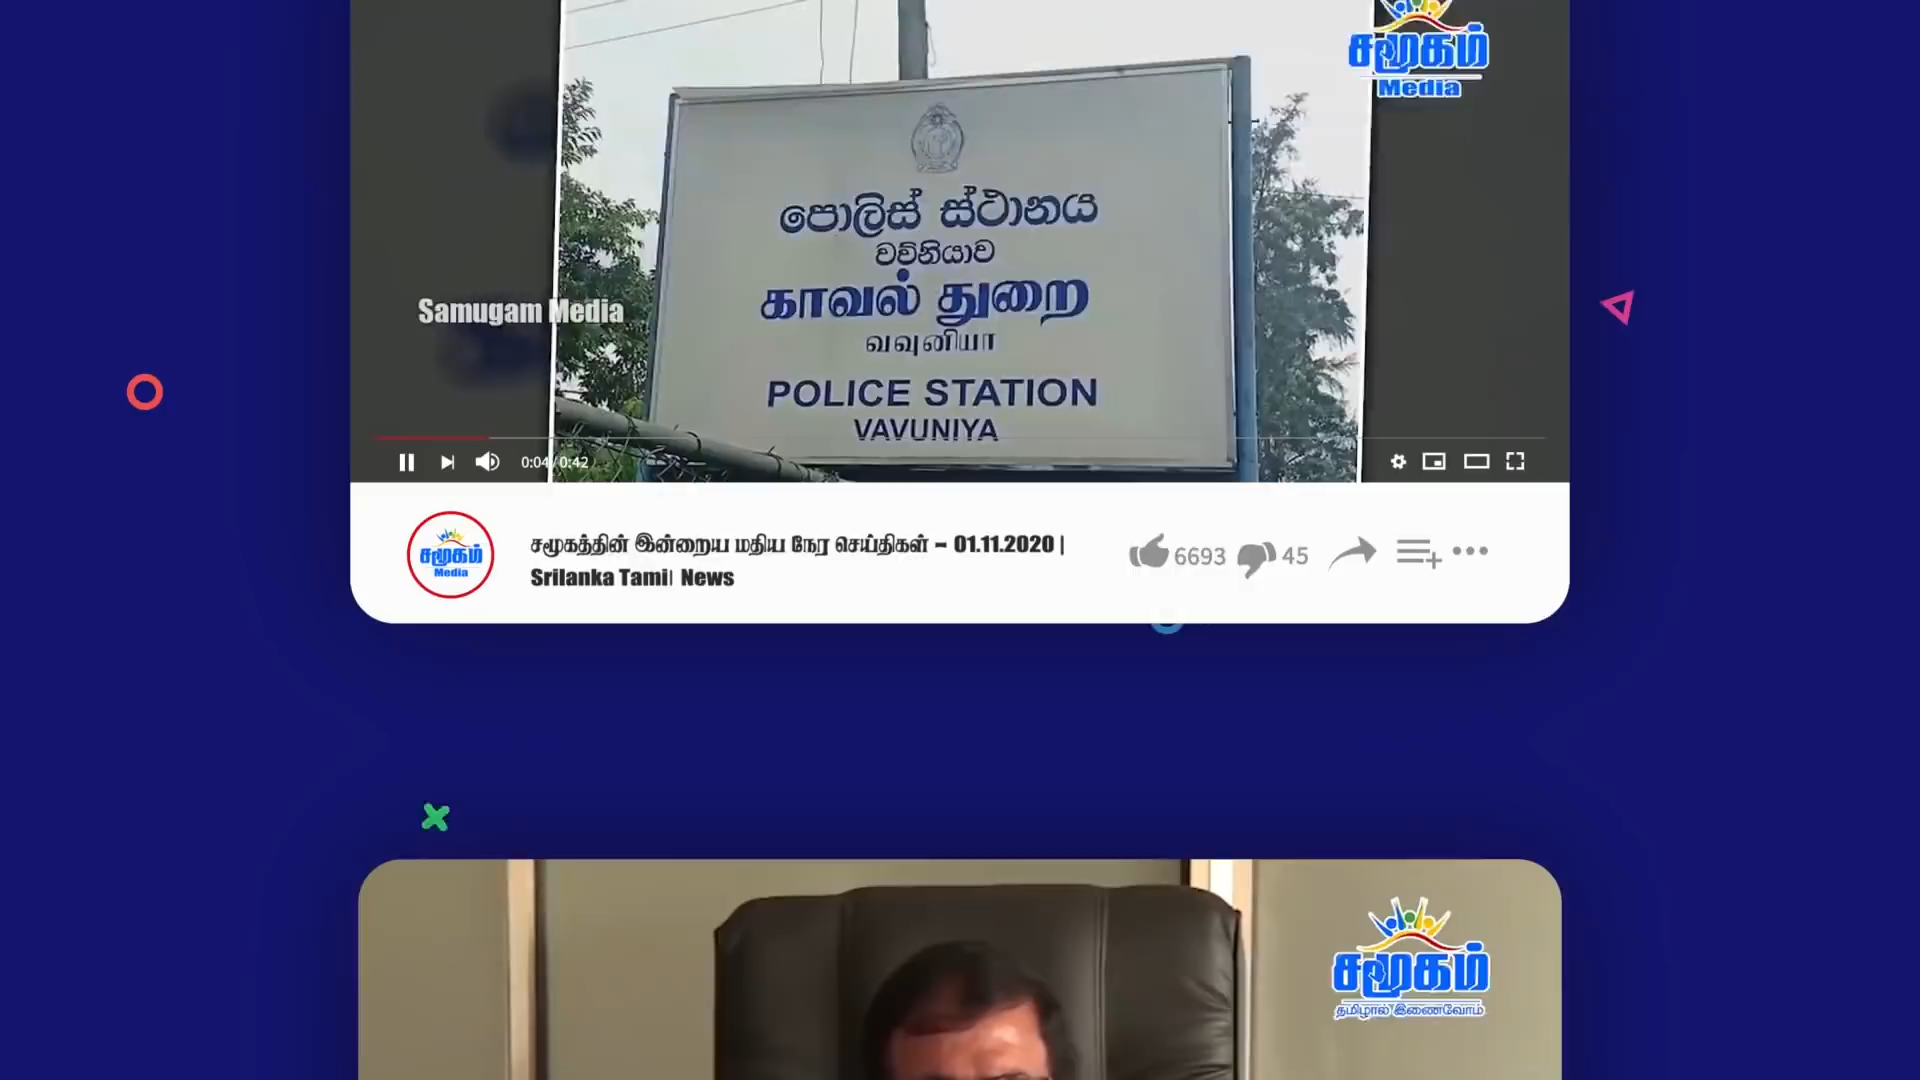 சமூகம்
Media
පොලිස් ස්ථානය
වව්නියාව
காவல் துறை
வவுனியா
POLICE STATION
VAVUNIYA
Samugam Media
0:04/0:42
சமூகம்
Media
சமூகத்தின் இன்றைய மதிய நேர செய்திகள் – 01.11.2020 |
Srilanka Tamil News
6693
45
சமூகம்
தமிழால் இணைவோம்